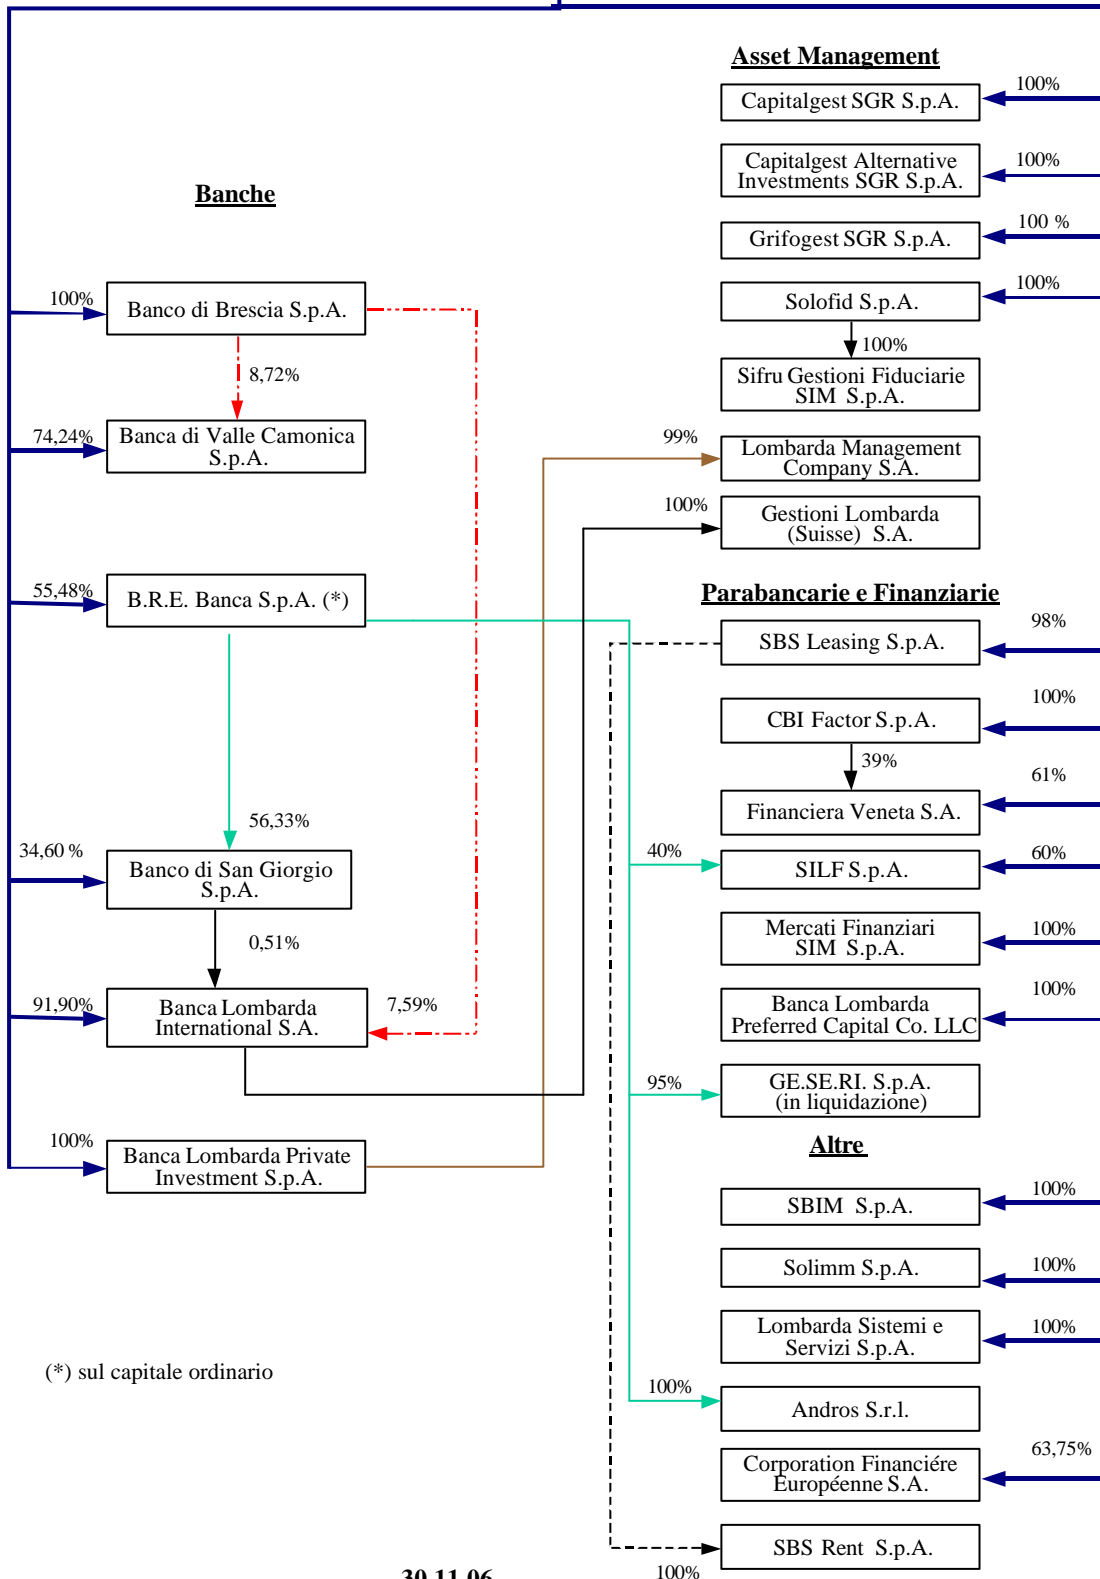 Asset Management
Capitalgest SGR S.p.A.
100%
Capitalgest Alternative
Investments SGR S.p.A.
100%
Banche
Grifogest SGR S.p.A.
100 %
100%
Banco di Brescia S.p.A.
Solofid S.p.A.
100%
100%
8,72%
Sifru Gestioni Fiduciarie
SIM S.p.A.
74,24%
Banca di Valle Camonica
S.p.A.
99%
Lombarda Management
Company S.A.
100%
Gestioni Lombarda
(Suisse) S.A.
55,48%
B.R.E. Banca S.p.A. (*)
Parabancarie e Finanziarie
SBS Leasing S.p.A.
98%
CBI Factor S.p.A.
100%
39%
Financiera Veneta S.A.
61%
56,33%
34,60 %
Banco di San Giorgio
S.p.A.
40%
SILF S.p.A.
60%
0,51%
Mercati Finanziari
SIM S.p.A.
100%
91,90%
Banca Lombarda
International S.A.
7,59%
Banca Lombarda
Preferred Capital Co. LLC
100%
95%
GE.SE.RI. S.p.A.
(in liquidazione)
100%
Banca Lombarda Private
Investment S.p.A.
Altre
SBIM S.p.A.
100%
Solimm S.p.A.
100%
Lombarda Sistemi e
Servizi S.p.A.
100%
(*) sul capitale ordinario
100%
Andros S.r.l.
Corporation Financiére
Européenne S.A.
63,75%
SBS Rent S.p.A.
100%
30.11.06